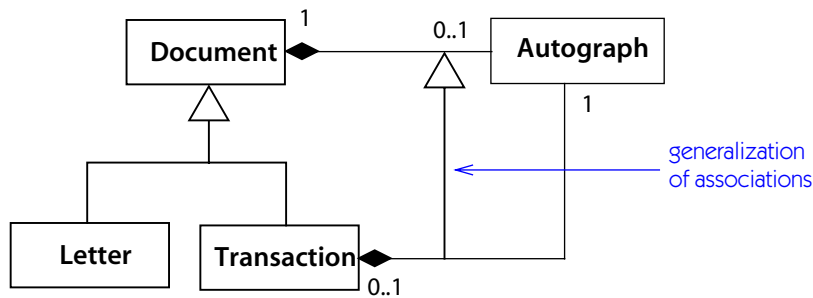 1
0..1
Document
Autograph
1
generalization
of associations
Letter
Transaction
0..1